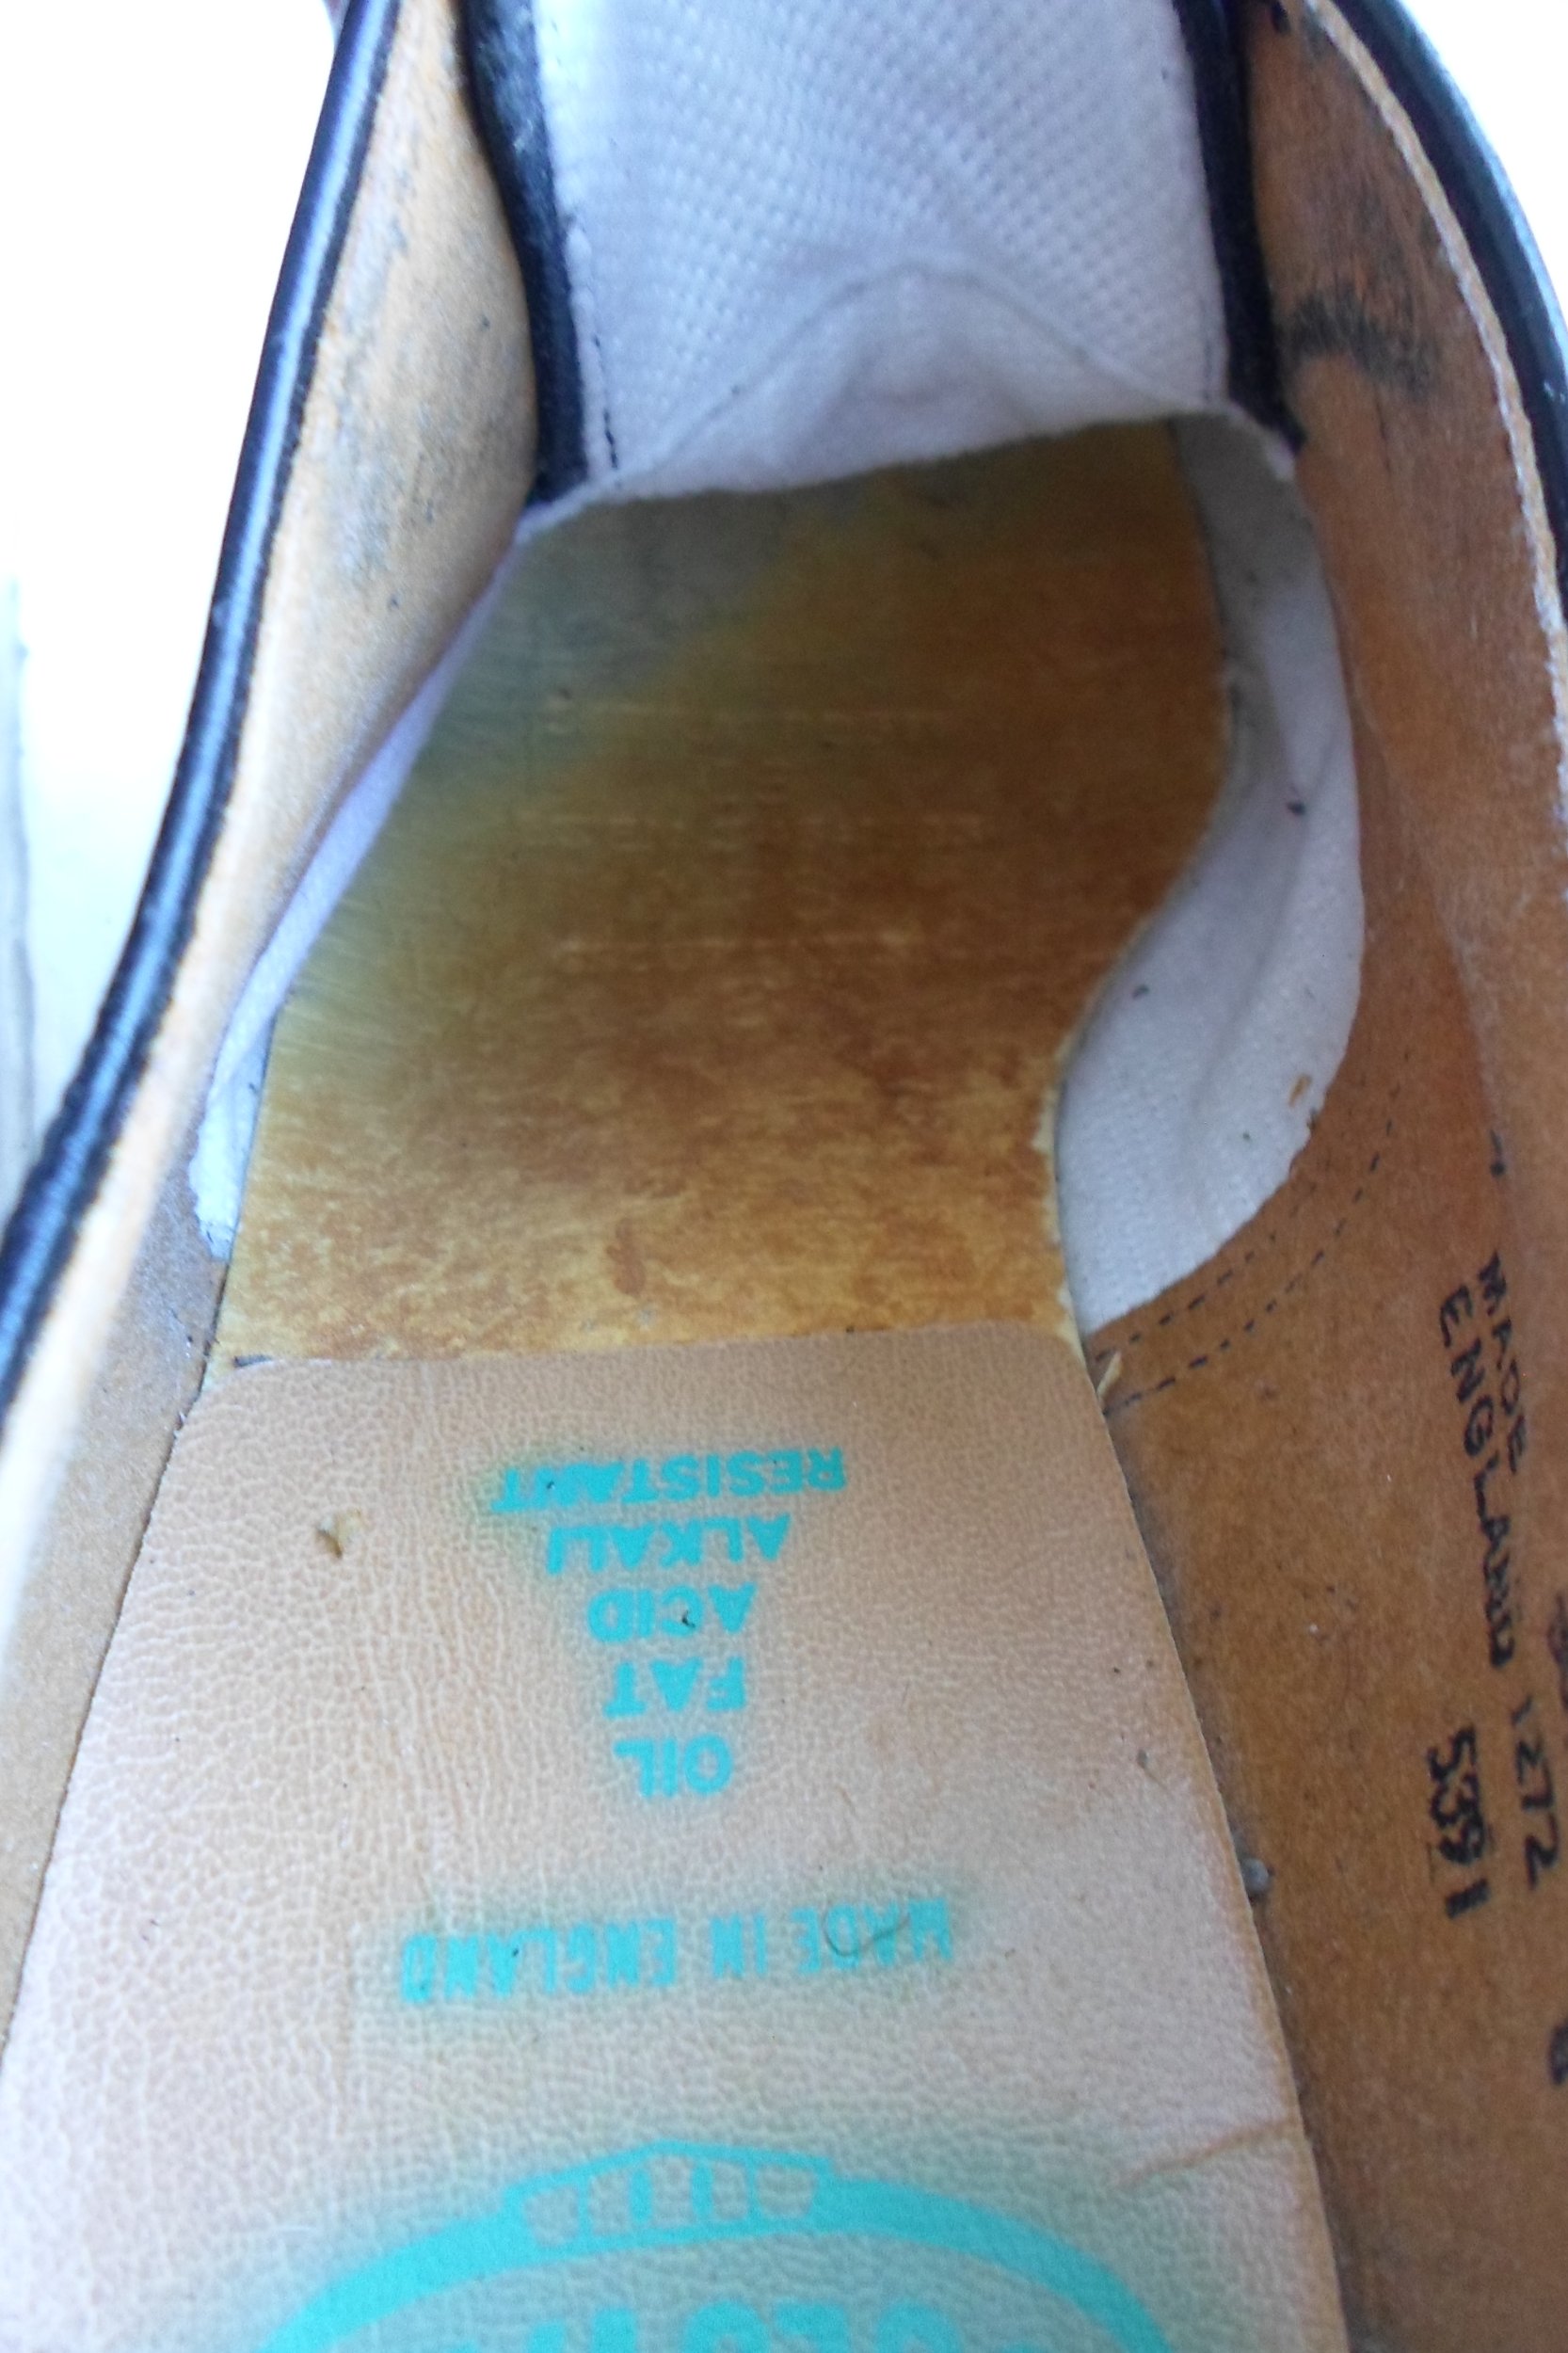 OIL
FAT
ACID
ALKALI
RESISTANT
MADE IN ENGLAND
MADE
ENGLAND 1272
5391